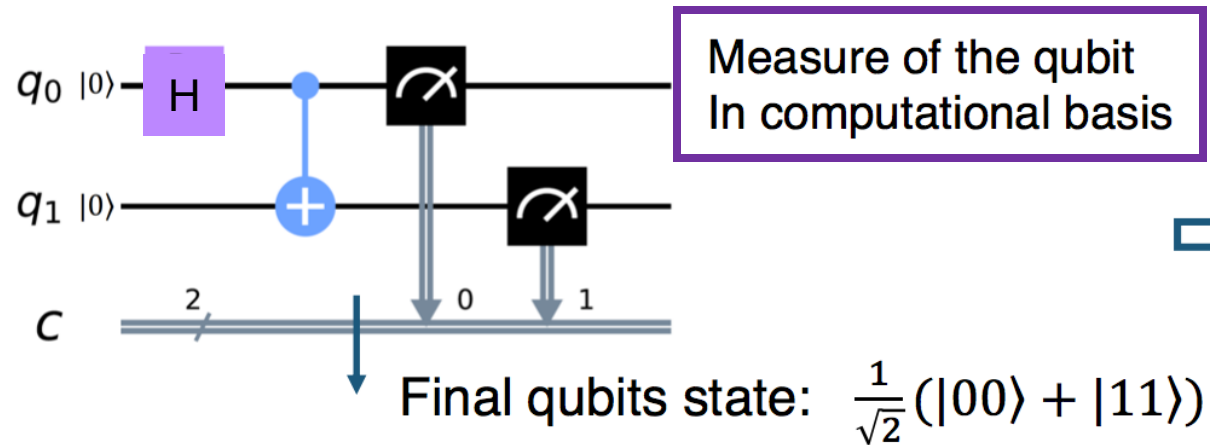 q0 |0⟩ H
Measure of the qubit
In computational basis
q1 |0⟩
2 0 1
C
Final qubits state: 1/√2 (|00⟩ + |11⟩)